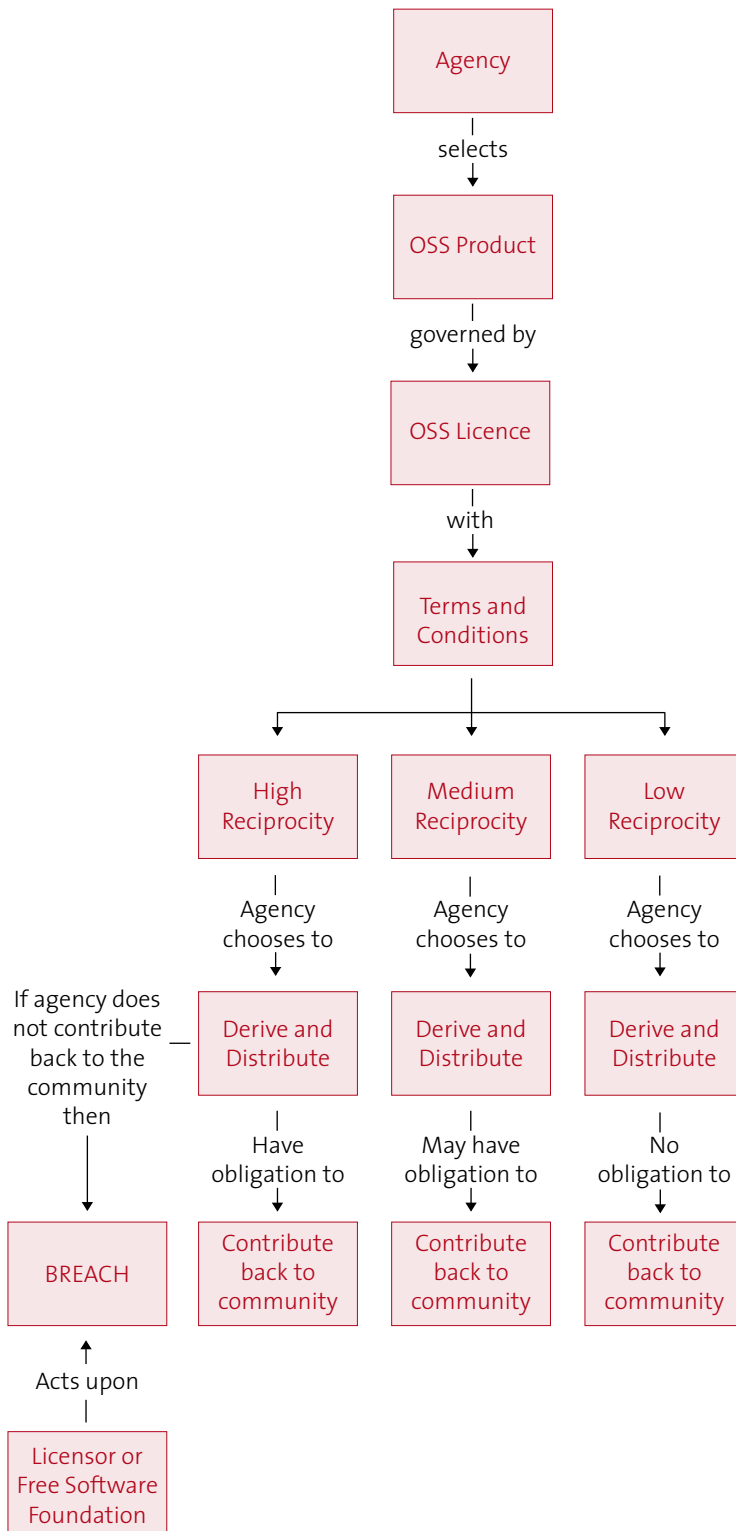 Agency
selects
OSS Product
governed by
OSS Licence
with
Terms and
Conditions
High
Reciprocity
Medium
Reciprocity
Low
Reciprocity
Agency
chooses to
Agency
chooses to
Agency
chooses to
If agency does
not contribute
back to the
community
then
Derive and
Distribute
Derive and
Distribute
Derive and
Distribute
Have
obligation to
May have
obligation to
No
obligation to
BREACH
Contribute
back to
community
Contribute
back to
community
Contribute
back to
community
Acts upon
Licensor or
Free Software
Foundation